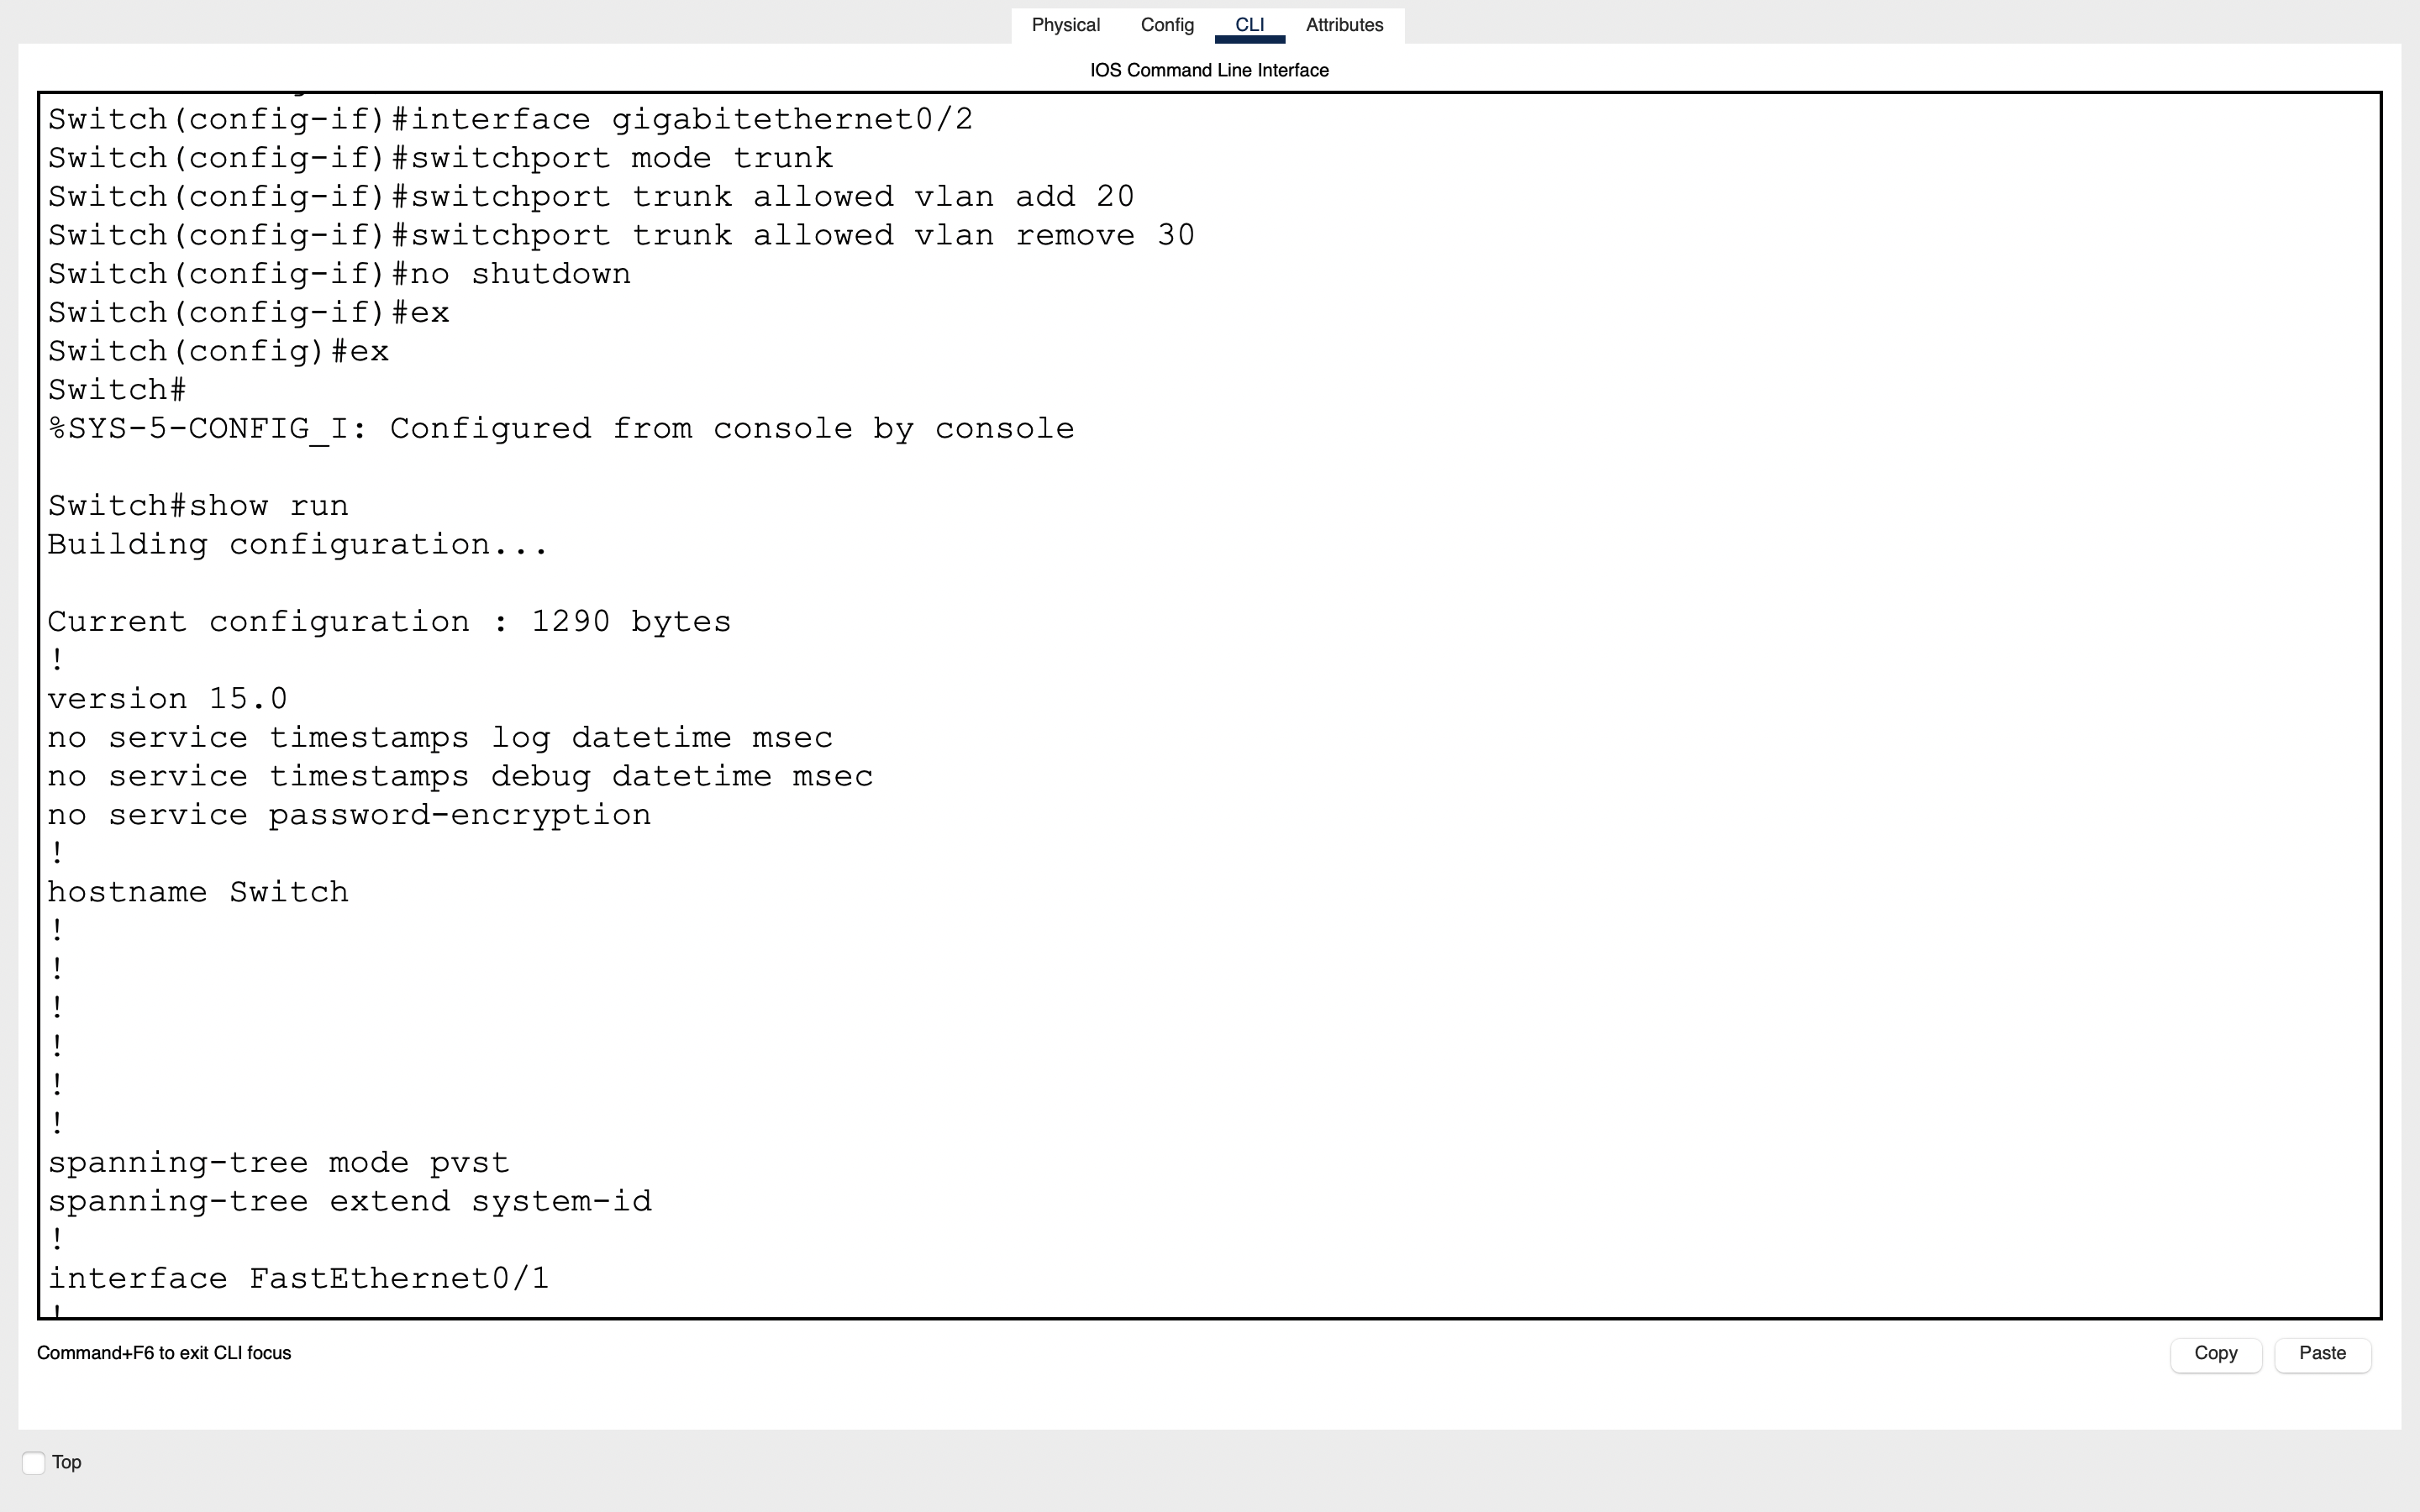 Physical Config CLI Attributes
IOS Command Line Interface
Switch(config-if)#interface gigabitethernet0/2
Switch(config-if)#switchport mode trunk
Switch(config-if)#switchport trunk allowed vlan add 20
Switch(config-if)#switchport trunk allowed vlan remove 30
Switch(config-if)#no shutdown
Switch(config-if)#ex
Switch(config)#ex
Switch#
%SYS-5-CONFIG_I: Configured from console by console
Switch#show run
Building configuration...
Current configuration : 1290 bytes
!
version 15.0
no service timestamps log datetime msec
no service timestamps debug datetime msec
no service password-encryption
!
hostname Switch
!
!
!
!
!
!
spanning-tree mode pvst
spanning-tree extend system-id
!
interface FastEthernet0/1
!
Command+F6 to exit CLI focus
Copy Paste
Top